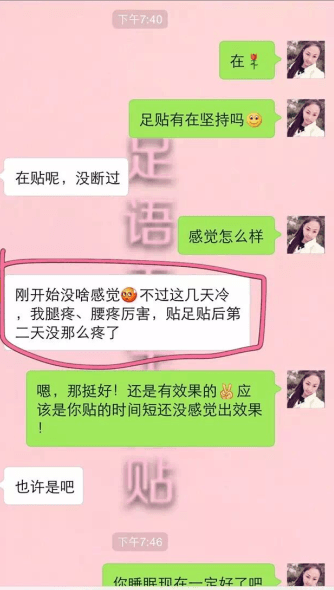 下午7:40
在🌹
足贴有在坚持吗🙂
在贴呢，没断过
感觉怎么样
刚开始没啥感觉😰不过这几天冷
，我腿疼、腰疼厉害，贴足贴后第
二天没那么疼了
嗯，那挺好！还是有效果的✌应
该是你贴的时间短还没感觉出效果
！
也许是吧
下午7:46
你睡眠现在一定好了吧
足
语
贴